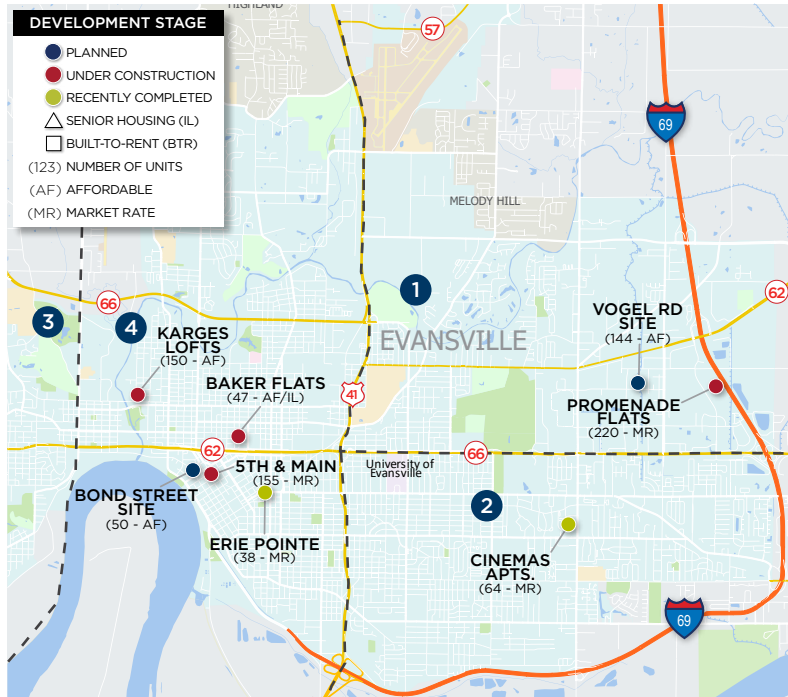 HIGHLAND
DEVELOPMENT STAGE
PLANNED
UNDER CONSTRUCTION
RECENTLY COMPLETED
SENIOR HOUSING (IL)
BUILT-TO-RENT (BTR)
(123) NUMBER OF UNITS
(AF) AFFORDABLE
(MR) MARKET RATE
57
69
MELODY HILL
1
62
66
3
4
VOGEL RD
SITE
(144 - AF)
KARGES
LOFTS
(150 - AF)
EVANSVILLE
BAKER FLATS
(47 - AF/IL)
41
PROMENADE
FLATS
(220 - MR)
62
66
5TH & MAIN
(155 - MR)
University of
Evansville
BOND STREET
SITE
(50 - AF)
2
ERIE POINTE
(38 - MR)
CINEMAS
APTS.
(64 - MR)
69